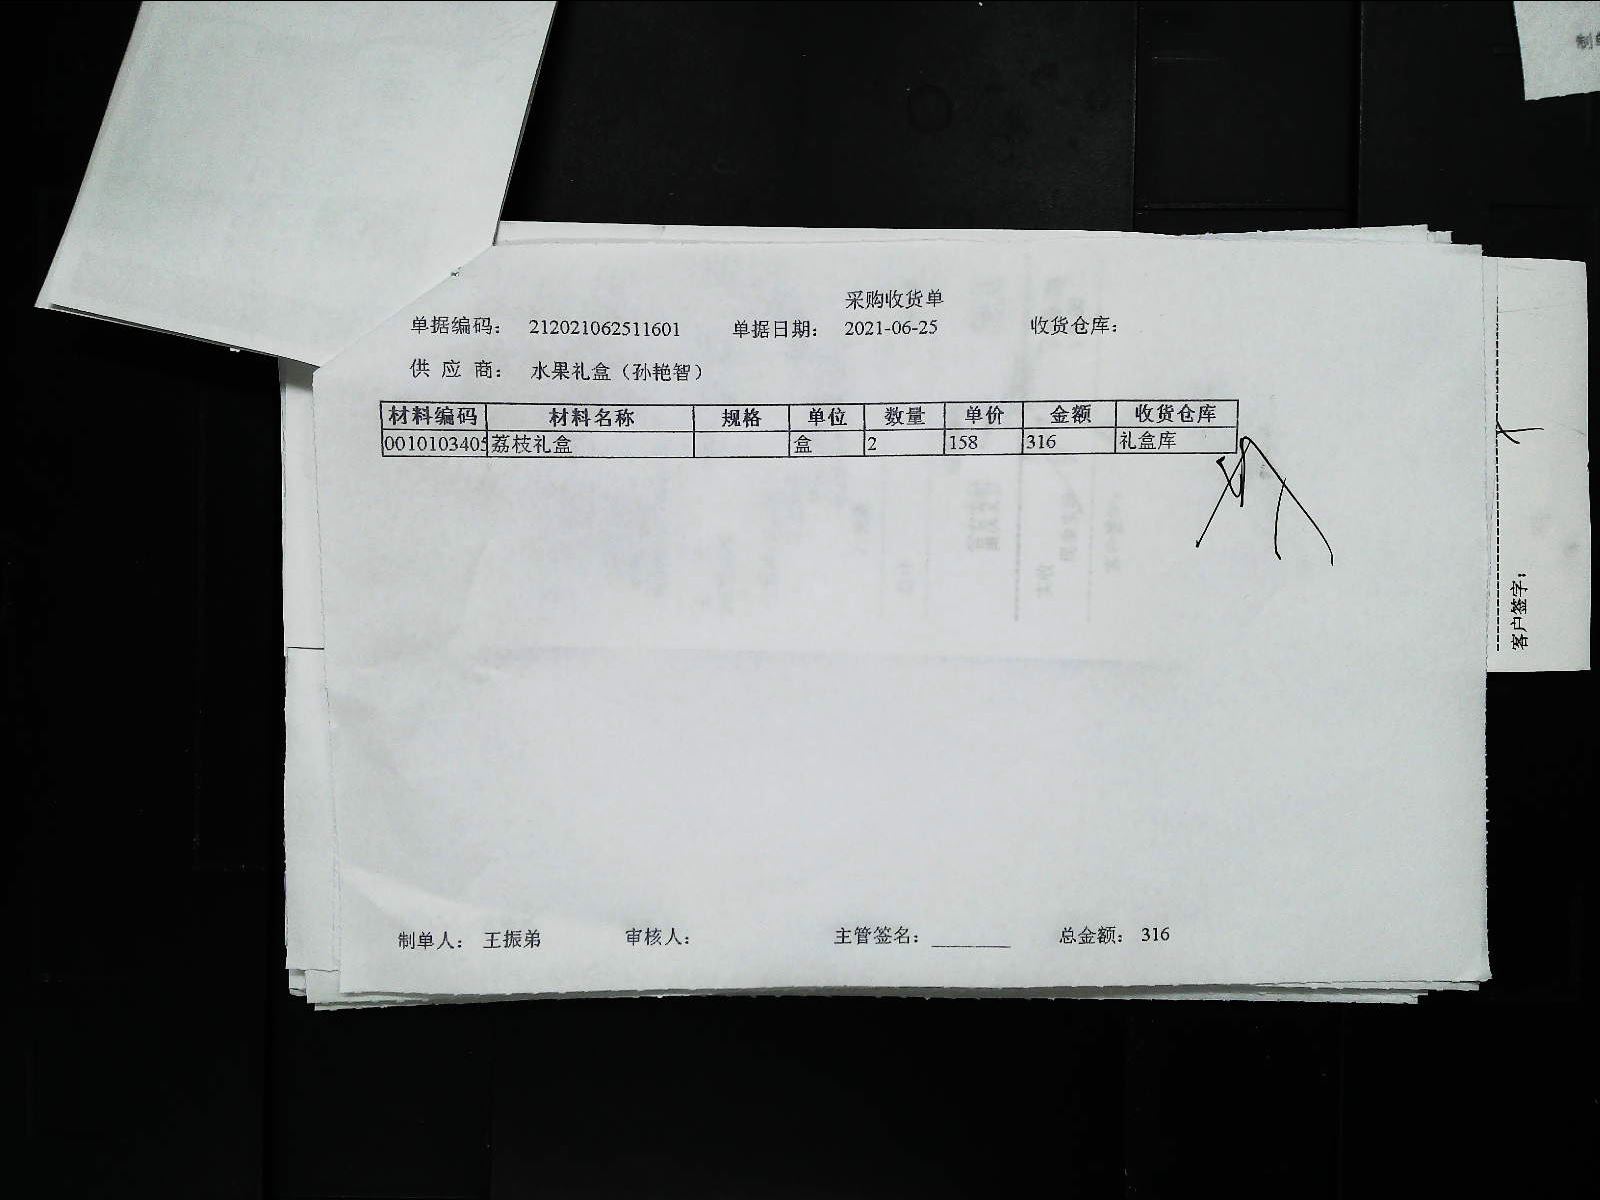 采购收货单
单据编码： 212021062511601 单据日期： 2021-06-25 收货仓库：
供 应 商： 水果礼盒（孙艳智）
材料编码 材料名称 规格 单位 数量 单价 金额 收货仓库
0010103405 荔枝礼盒 盒 2 158 316 礼盒库
制单人： 王振弟 审核人： 主管签名： ________ 总金额： 316
客户签字：